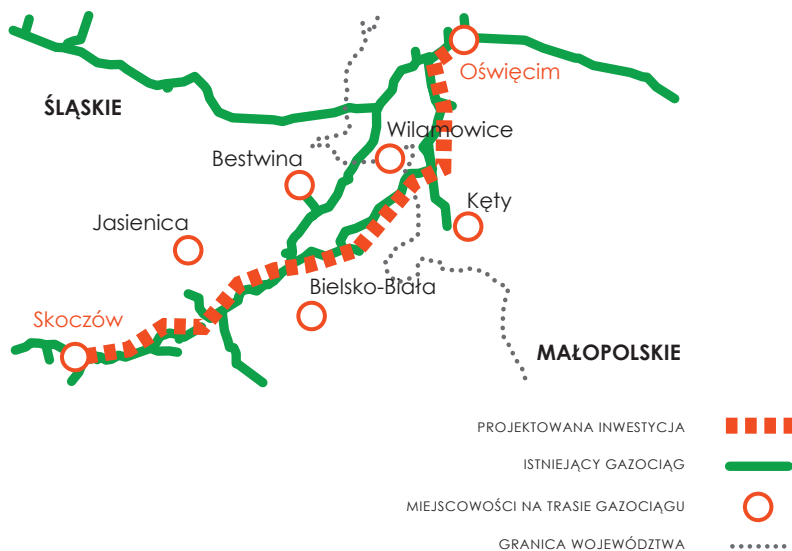 Oświęcim
ŚLĄSKIE
Wilamowice
Bestwina
Kęty
Jasienica
Bielsko-Biała
Skoczów
MAŁOPOLSKIE
PROJEKTOWANA INWESTYCJA
ISTNIEJĄCY GAZOCIĄG
MIEJSCOWOŚCI NA TRASIE GAZOCIĄGU
GRANICA WOJEWÓDZTWA